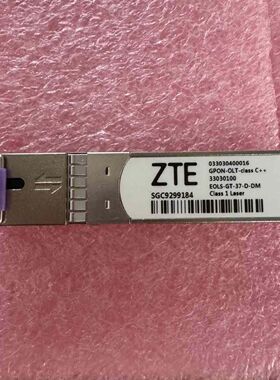 ZTE
SGC9299184
033030400016
GPON-OLT-class C++
33030100
EOLS-GT-37-D-DM
Class 1 Laser